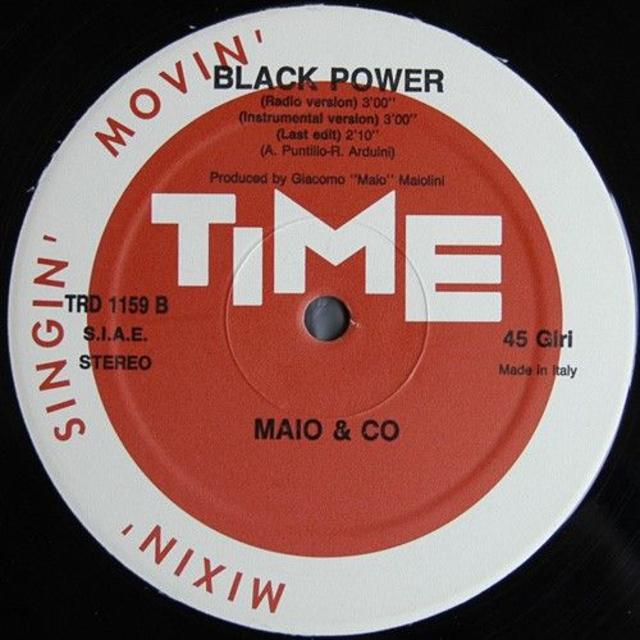 MOVIN'
BLACK POWER
(Radio version) 3'00''
(Instrumental version) 3'00''
(Last edit) 2'10''
(A. Puntillo-R. Arduini)
Produced by Giacomo "Maio" Maiolini
TIME
SINGIN'
TRD 1159 B
S.I.A.E.
STEREO
45 Giri
Made in Italy
MAIO & CO
MIXIN'